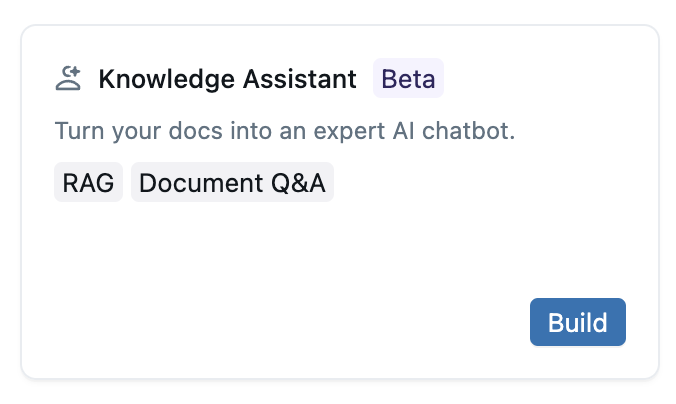 Knowledge Assistant Beta
Turn your docs into an expert AI chatbot.
RAG Document Q&A
Build